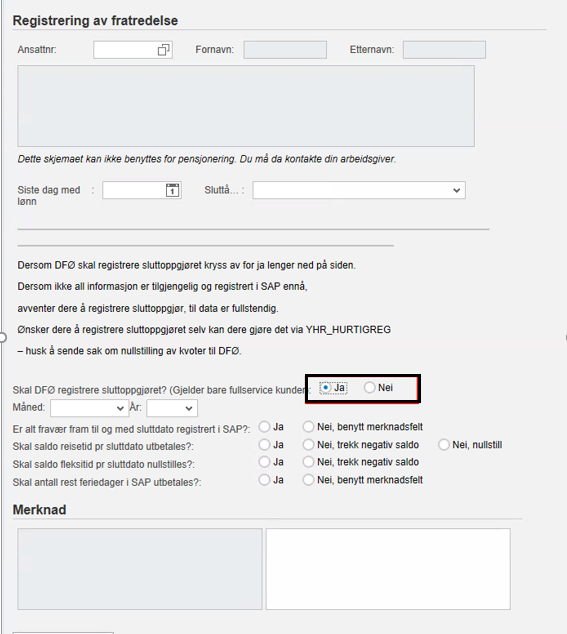 Registrering av fratredelse
Ansattnr: Fornavn: Etternavn:
Dette skjemaet kan ikke benyttes for pensjonering. Du må da kontakte din arbeidsgiver.
Siste dag med : 1 Sluttå... :
lønn
Dersom DFØ skal registrere sluttoppgjøret kryss av for ja lenger ned på siden.
Dersom ikke all informasjon er tilgjengelig og registrert i SAP ennå,
avventer dere å registrere sluttoppgjør, til data er fullstendig.
Ønsker dere å registrere sluttoppgjøret selv kan dere gjøre det via YHR_HURTIGREG
– husk å sende sak om nullstilling av kvoter til DFØ.
Skal DFØ registrere sluttoppgjøret? (Gjelder bare fullservice kunder: Ja Nei
Måned: År:
Er alt fravær fram til og med sluttdato registrert i SAP?: Ja Nei, benytt merknadsfelt
Skal saldo reisetid pr sluttdato utbetales?: Ja Nei, trekk negativ saldo Nei, nullstill
Skal saldo fleksitid pr sluttdato nullstilles?: Ja Nei, trekk negativ saldo
Skal antall rest feriedager i SAP utbetales?: Ja Nei, benytt merknadsfelt
Merknad